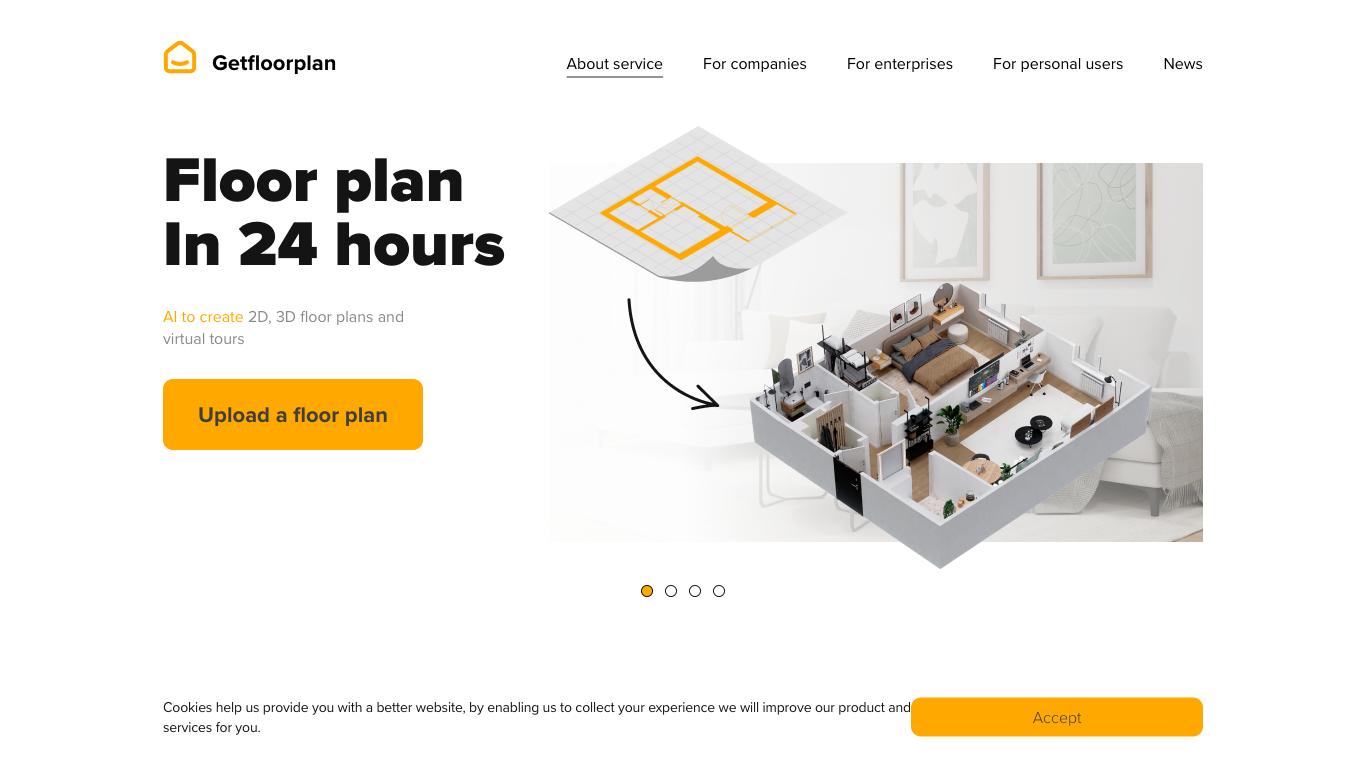 Getfloorplan
About service
For companies
For enterprises
For personal users
News
Floor plan
In 24 hours
AI to create 2D, 3D floor plans and
virtual tours
Upload a floor plan
Cookies help us provide you with a better website, by enabling us to collect your experience we will improve our product and
services for you.
Accept